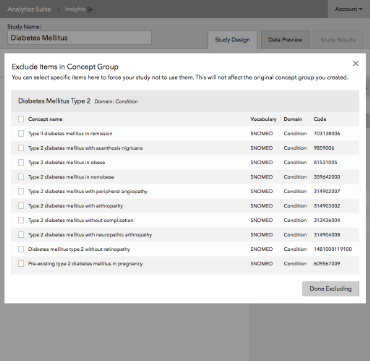 Analytics Suite Insights Account
Study Name:
Diabetes Mellitus
Study Design Data Preview Study Results
Exclude Items in Concept Group
You can select specific items here to force your study not to use them. This will not affect the original concept group you created.
Diabetes Mellitus Type 2 Domain: Condition
Concept name Vocabulary Domain Code
Type II diabetes mellitus in remission SNOMED Condition 703138006
Type 2 diabetes mellitus with acanthosis nigricans SNOMED Condition 9859006
Type 2 diabetes mellitus in obese SNOMED Condition 81531005
Type 2 diabetes mellitus in nonobese SNOMED Condition 359642000
Type 2 diabetes mellitus with peripheral angiopathy SNOMED Condition 314902007
Type 2 diabetes mellitus with arthropathy SNOMED Condition 314903002
Type 2 diabetes mellitus without complication SNOMED Condition 313436004
Type 2 diabetes mellitus with neuropathic arthropathy SNOMED Condition 314904008
Diabetes mellitus type 2 without retinopathy SNOMED Condition 1481000119100
Pre-existing type 2 diabetes mellitus in pregnancy SNOMED Condition 609567009
Done Excluding